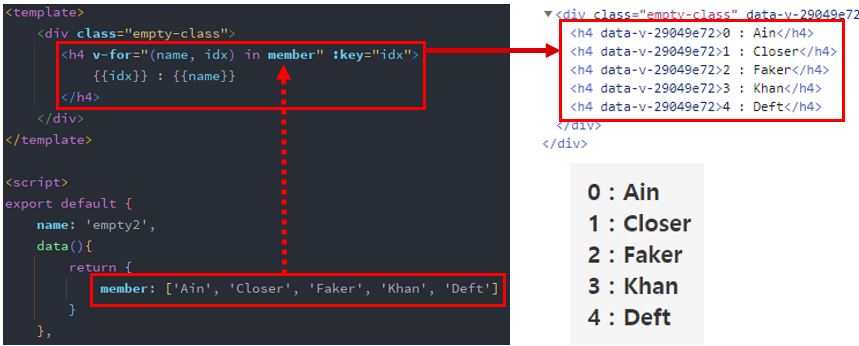 <template>
<div class="empty-class">
<h4 v-for="(name, idx) in member" :key="idx">
{{idx}} : {{name}}
</h4>
</div>
</template>
<script>
export default {
name: 'empty2',
data(){
return {
member: ['Ain', 'Closer', 'Faker', 'Khan', 'Deft']
}
},
▼<div class="empty-class" data-v-29049e72
<h4 data-v-29049e72>0 : Ain</h4>
<h4 data-v-29049e72>1 : Closer</h4>
<h4 data-v-29049e72>2 : Faker</h4>
<h4 data-v-29049e72>3 : Khan</h4>
<h4 data-v-29049e72>4 : Deft</h4>
</div>
</div>
0 : Ain
1 : Closer
2 : Faker
3 : Khan
4 : Deft